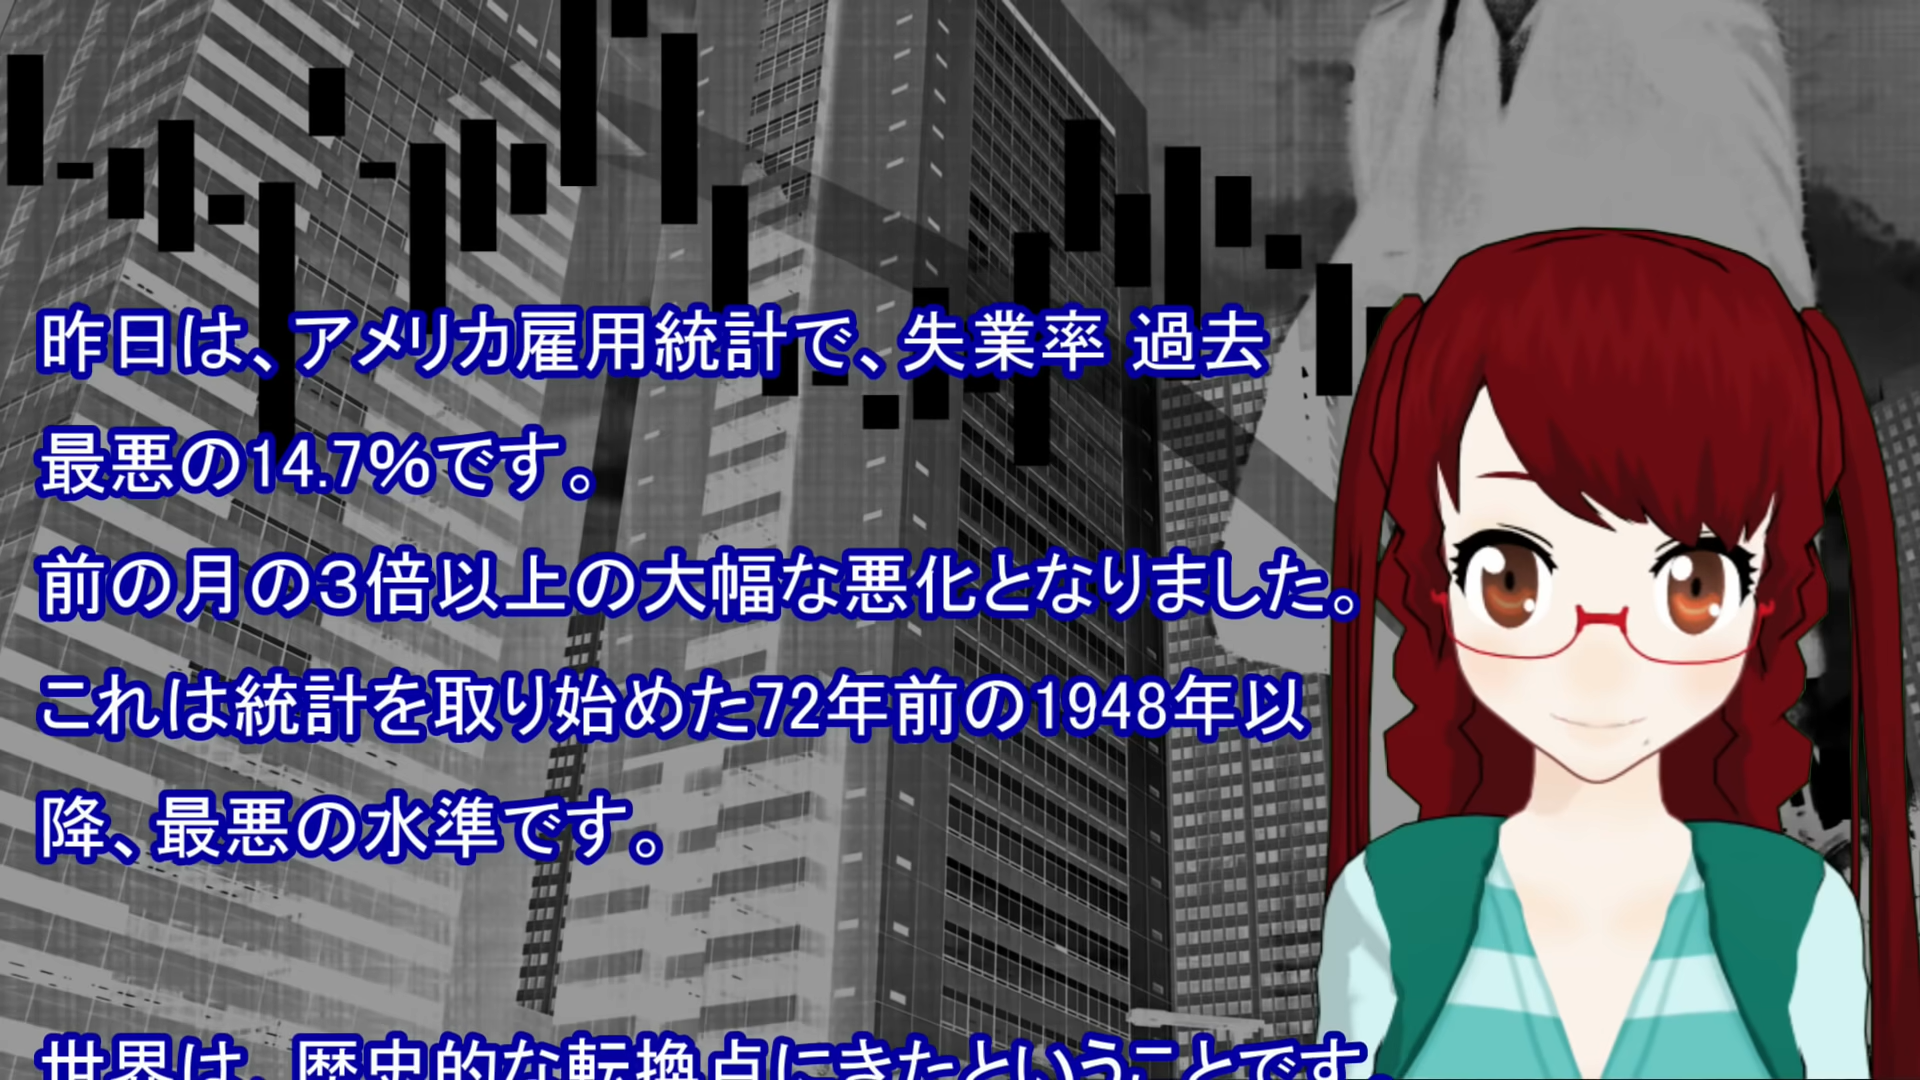 昨日は、アメリカ雇用統計で、失業率 過去
最悪の14.7%です。
前の月の３倍以上の大幅な悪化となりました。
これは統計を取り始めた72年前の1948年以
降、最悪の水準です。
世界は、歴史的な転換点にきたということです。